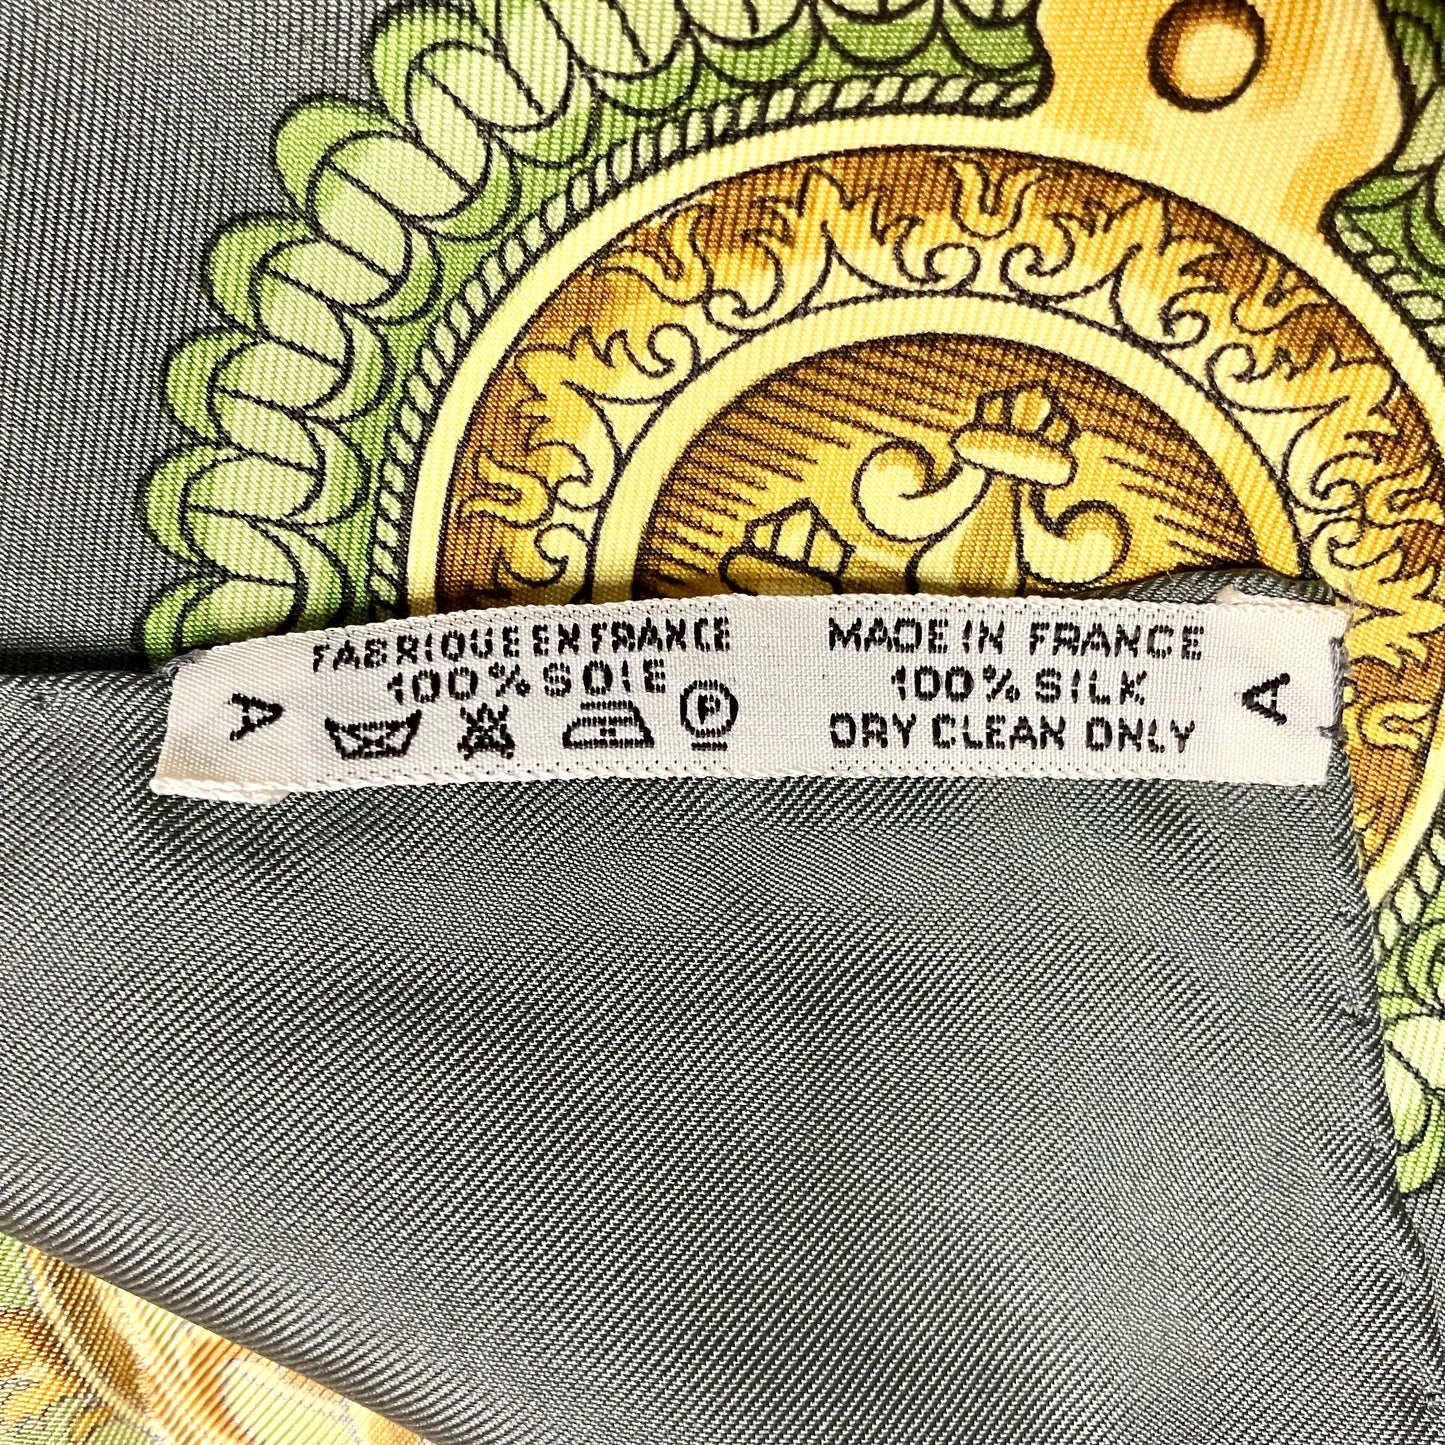 FABRIQUE EN FRANCE
100% SOIE
P
MADE IN FRANCE
100% SILK
DRY CLEAN ONLY
A
A